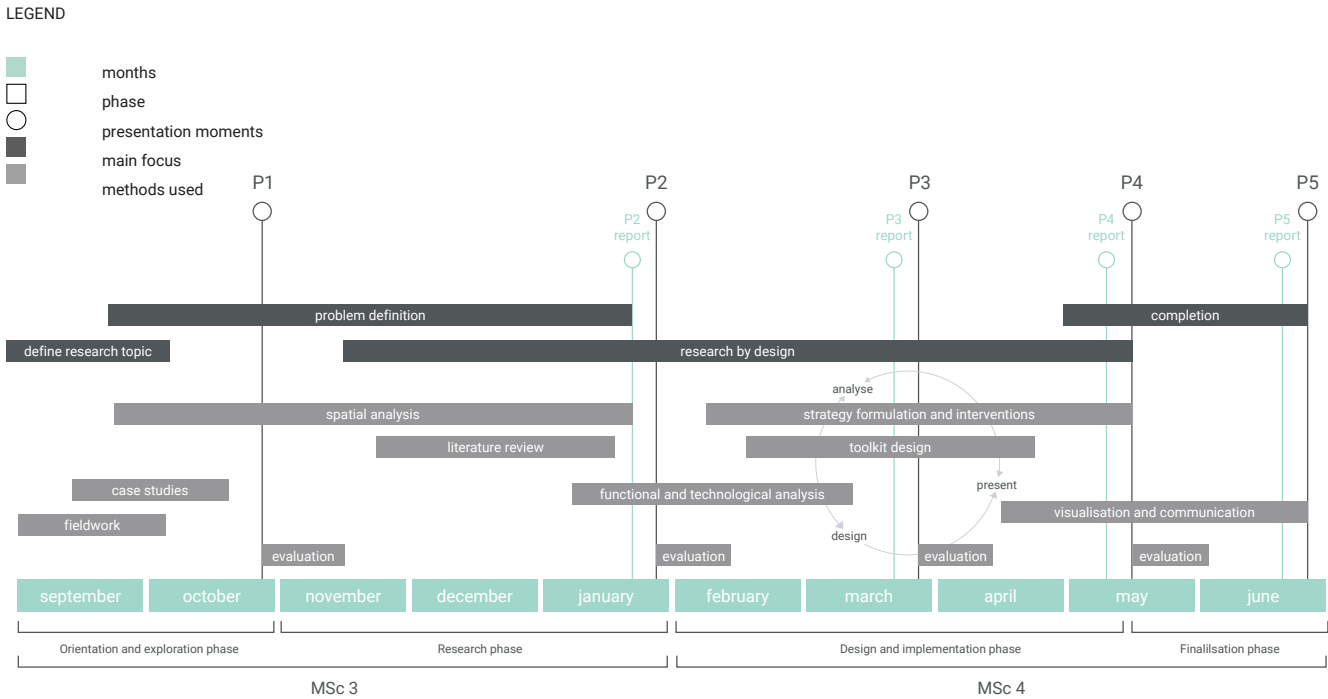 LEGEND
months
phase
presentation moments
main focus
methods used
P1
P2
P3
P4
P5
P2
report
P3
report
P4
report
P5
report
problem definition
completion
define research topic
research by design
analyse
spatial analysis
strategy formulation and interventions
literature review
toolkit design
case studies
functional and technological analysis
present
fieldwork
visualisation and communication
design
evaluation
evaluation
evaluation
evaluation
september
october
november
december
january
february
march
april
may
june
Orientation and exploration phase
Research phase
Design and implementation phase
Finalilsation phase
MSc 3
MSc 4